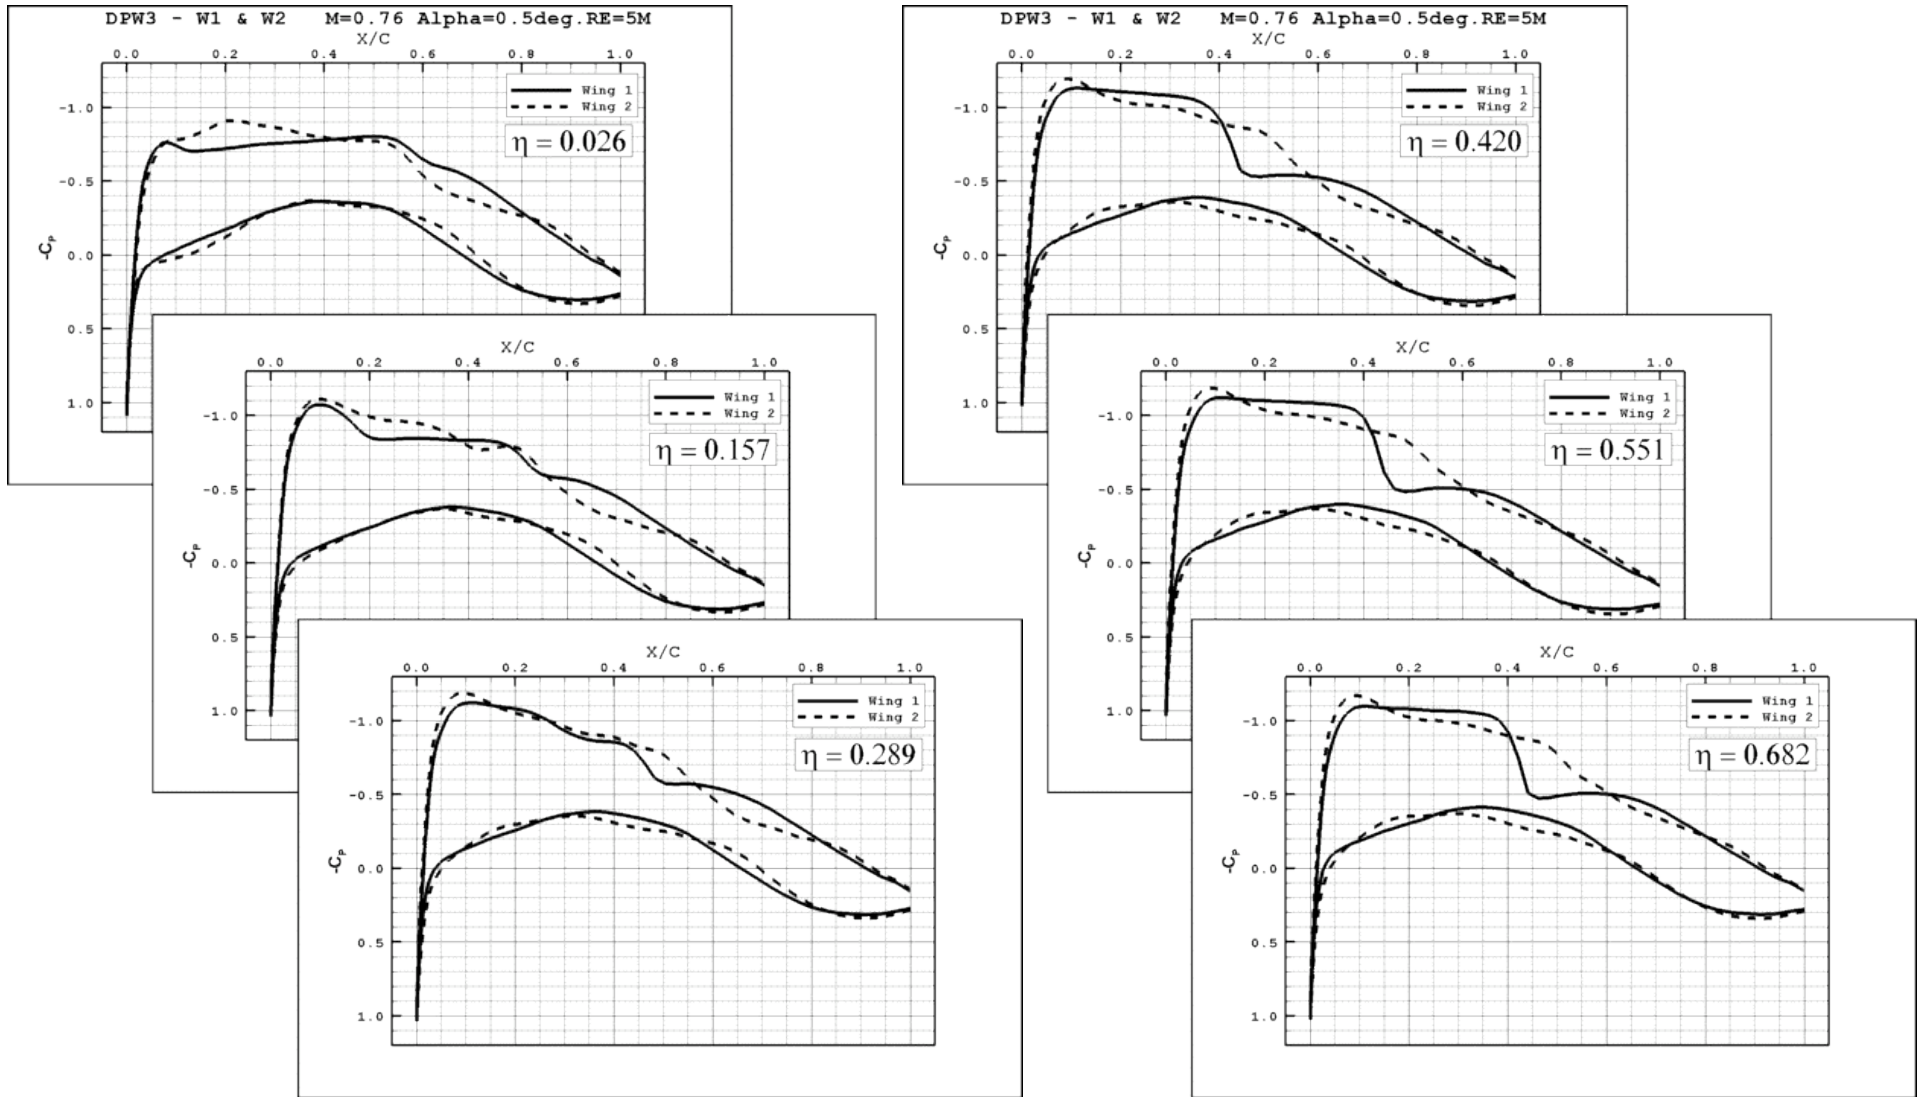 DPW3 - W1 & W2 M=0.76 Alpha=0.5deg.RE=5M
X/C
0.0 0.2 0.4 0.6 0.8 1.0
Wing 1
Wing 2
-1.0
η = 0.026
-0.5
-Cₚ
0.0
0.5
1.0
X/C
0.0 0.2 0.4 0.6 0.8 1.0
Wing 1
Wing 2
-1.0
η = 0.157
-0.5
-Cₚ
0.0
0.5
1.0
X/C
0.0 0.2 0.4 0.6 0.8 1.0
Wing 1
Wing 2
-1.0
η = 0.289
-0.5
-Cₚ
0.0
0.5
1.0
DPW3 - W1 & W2 M=0.76 Alpha=0.5deg.RE=5M
X/C
0.0 0.2 0.4 0.6 0.8 1.0
Wing 1
Wing 2
-1.0
η = 0.420
-0.5
-Cₚ
0.0
0.5
1.0
X/C
0.0 0.2 0.4 0.6 0.8 1.0
Wing 1
Wing 2
-1.0
η = 0.551
-0.5
-Cₚ
0.0
0.5
1.0
X/C
0.0 0.2 0.4 0.6 0.8 1.0
Wing 1
Wing 2
-1.0
η = 0.682
-0.5
-Cₚ
0.0
0.5
1.0